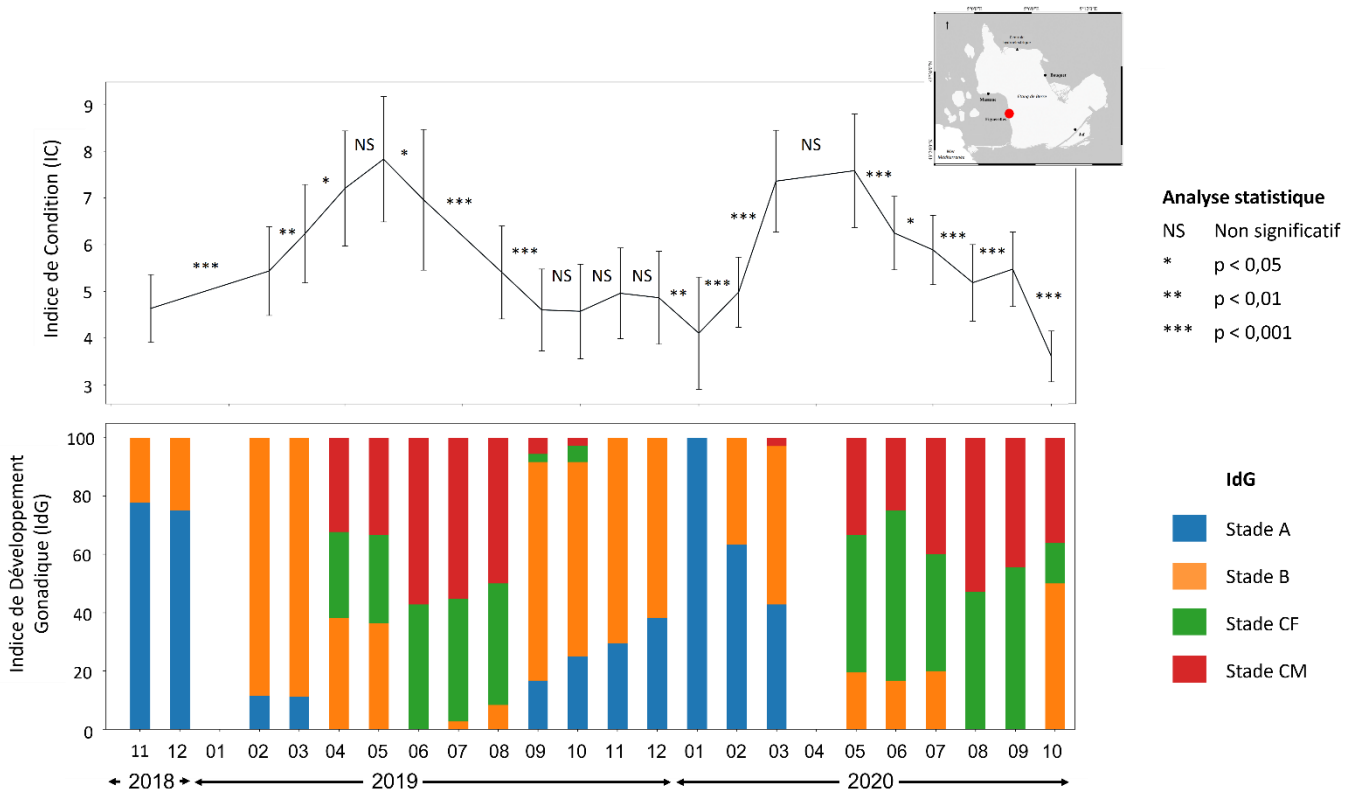 Indice de Condition (IC)
9
8
7
6
5
4
3
***
**
*
NS
*
***
***
NS
NS
NS
**
***
***
NS
***
*
***
***
***
Martigues
Berre
Analyse statistique
NS Non significatif
* p < 0,05
** p < 0,01
*** p < 0,001
Indice de Développement
Gonadique (IdG)
100
80
60
40
20
0
11 12 01 02 03 04 05 06 07 08 09 10 11 12 01 02 03 04 05 06 07 08 09 10
2018 2019 2020
IdG
Stade A
Stade B
Stade CF
Stade CM